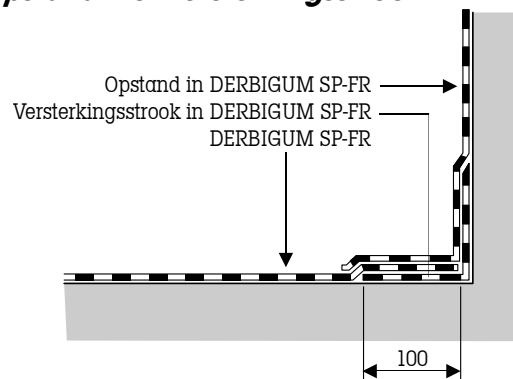 Opstand in DERBIGUM SP-FR
Versterkingsstrook in DERBIGUM SP-FR
DERBIGUM SP-FR
100